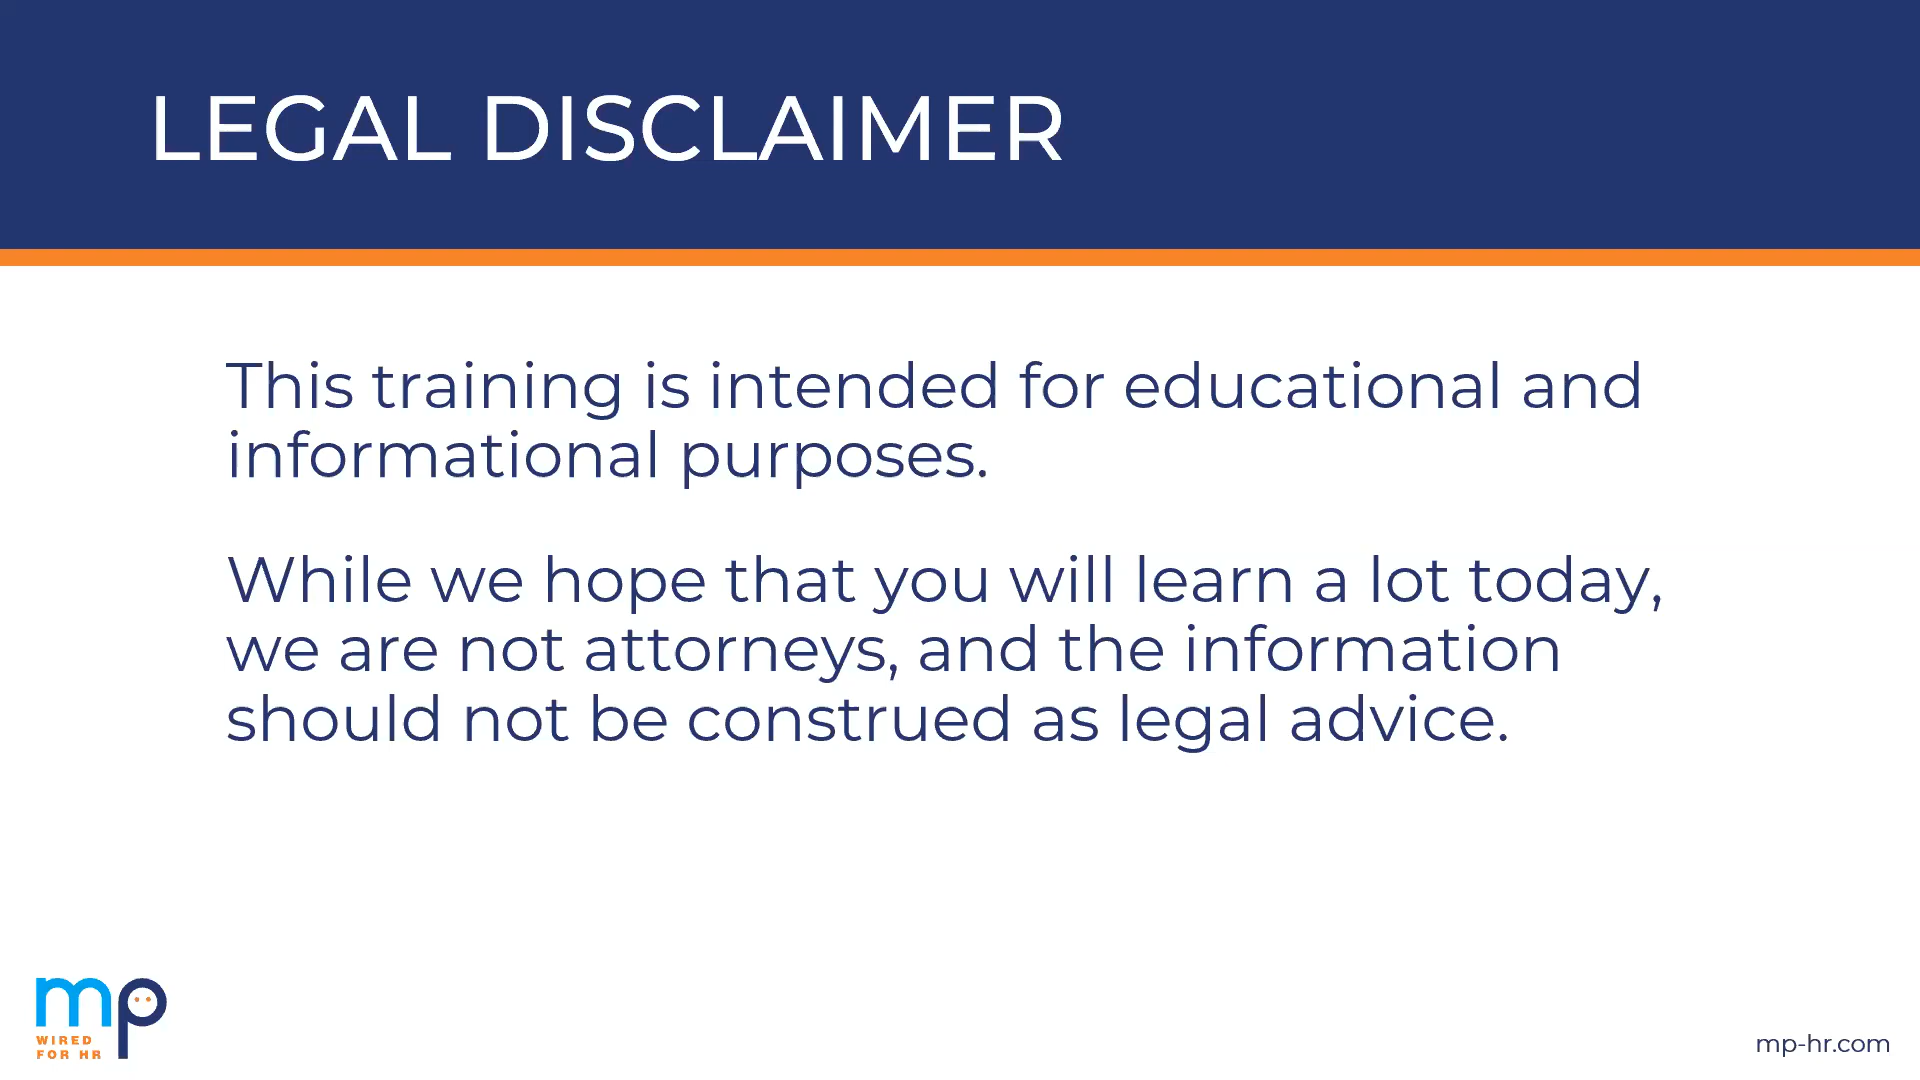 LEGAL DISCLAIMER
This training is intended for educational and
informational purposes.
While we hope that you will learn a lot today,
we are not attorneys, and the information
should not be construed as legal advice.
mp
WIRED
FOR HR
mp-hr.com